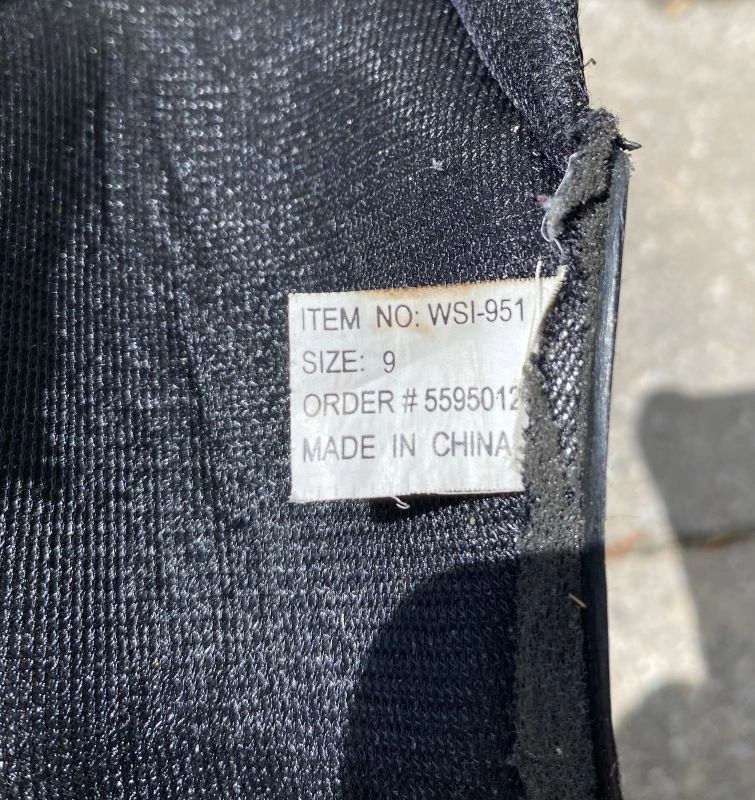 ITEM NO: WSI-951
SIZE: 9
ORDER # 5595012
MADE IN CHINA